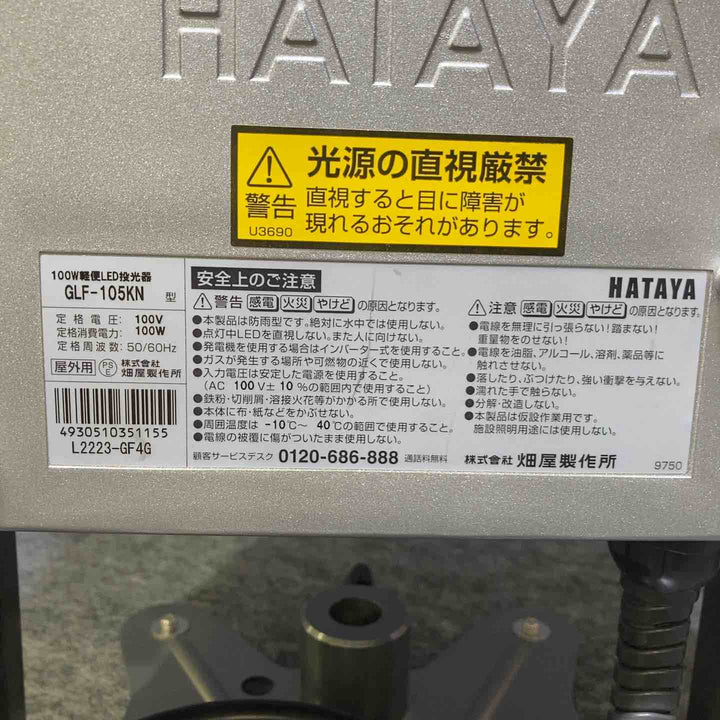 HATAYA
光源の直視厳禁
警告
U3690
直視すると目に障害が
現れるおそれがあります。
100W軽便LED投光器
GLF-105KN 型
定格電圧: 100V
定格消費電力: 100W
定格周波数: 50/60Hz
屋外用 PSE 株式会社 畑屋製作所
4930510351155
L2223-GF4G
安全上のご注意
警告 感電 火災 やけど の原因となります。
●本製品は防雨型です。絶対に水中では使用しない。
●点灯中LEDを直視しない。また人に向けない。
●発電機を使用する場合はインバーター式を使用すること。
●ガスが発生する場所や可燃物の近くで使用しない。
●入力電圧は安定した電源を使用すること。
(AC 100V± 10 %の範囲内で使用すること)
●鉄粉・切削屑・溶接火花等がかかる所で使用しない。
●本体に布・紙などをかぶせない。
●周囲温度は -10℃～ 40℃の範囲で使用すること。
●電線の被覆に傷がついたまま使用しない。
HATAYA
注意 感電 火災 やけど の原因となります。
●電線を無理に引っ張らない!踏まない!
重量物をのせない!
●電線を油脂、アルコール、溶剤、薬品等に
触れさせない。
●落したり、ぶつけたり、強い衝撃を与えない。
●濡れた手で触らない。
●分解・改造しない。
●本製品は仮設作業用です。
施設照明用途には使用しない。
顧客サービスデスク 0120-686-888 通話料無料 株式会社 畑屋製作所 9750